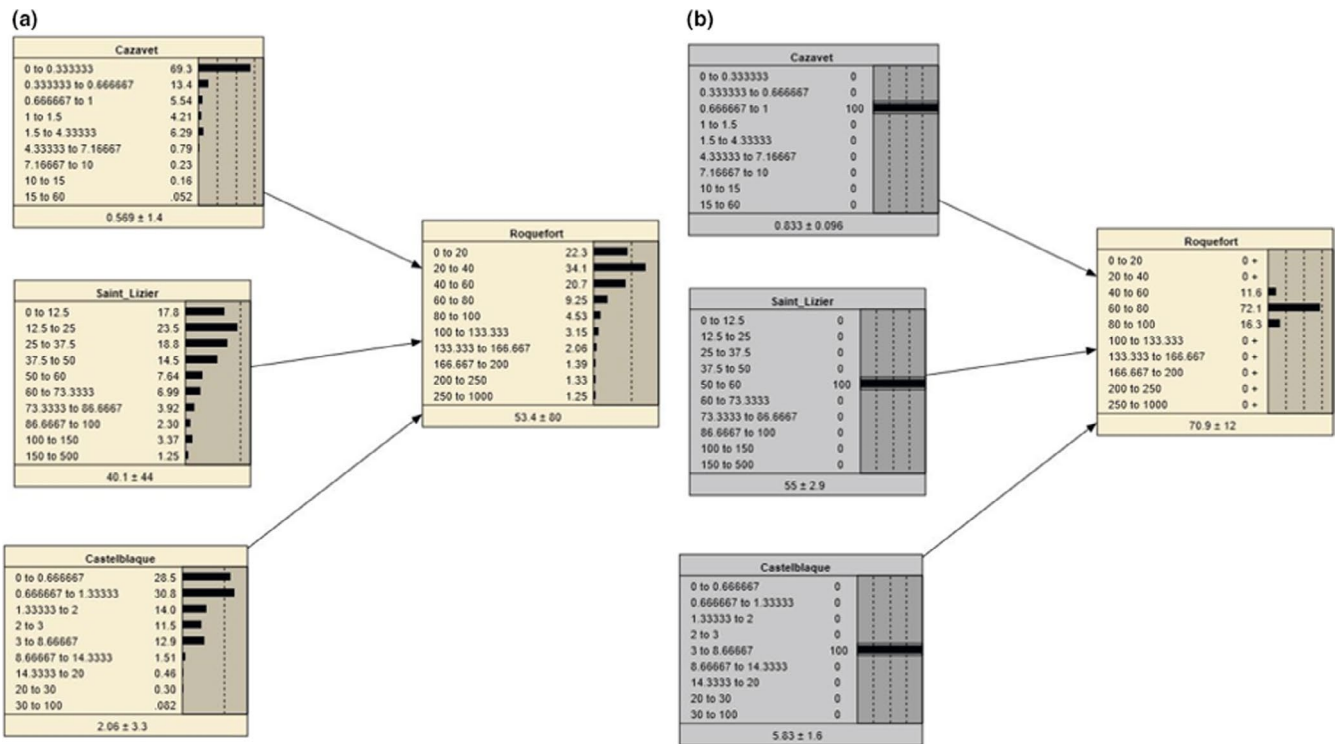 (a)
Cazavet
0 to 0.333333 69.3
0.333333 to 0.666667 13.4
0.666667 to 1 5.54
1 to 1.5 4.21
1.5 to 4.33333 6.29
4.33333 to 7.16667 0.79
7.16667 to 10 0.23
10 to 15 0.16
15 to 60 .052
0.569 ± 1.4
Saint_Lizier
0 to 12.5 17.8
12.5 to 25 23.5
25 to 37.5 18.8
37.5 to 50 14.5
50 to 60 7.64
60 to 73.3333 6.99
73.3333 to 86.6667 3.92
86.6667 to 100 2.30
100 to 150 3.37
150 to 500 1.25
40.1 ± 44
Castelblaque
0 to 0.666667 28.5
0.666667 to 1.33333 30.8
1.33333 to 2 14.0
2 to 3 11.5
3 to 8.66667 12.9
8.66667 to 14.3333 1.51
14.3333 to 20 0.46
20 to 30 0.30
30 to 100 .082
2.06 ± 3.3
Roquefort
0 to 20 22.3
20 to 40 34.1
40 to 60 20.7
60 to 80 9.25
80 to 100 4.53
100 to 133.333 3.15
133.333 to 166.667 2.06
166.667 to 200 1.39
200 to 250 1.33
250 to 1000 1.25
53.4 ± 80
(b)
Cazavet
0 to 0.333333 0
0.333333 to 0.666667 0
0.666667 to 1 100
1 to 1.5 0
1.5 to 4.33333 0
4.33333 to 7.16667 0
7.16667 to 10 0
10 to 15 0
15 to 60 0
0.833 ± 0.096
Saint_Lizier
0 to 12.5 0
12.5 to 25 0
25 to 37.5 0
37.5 to 50 0
50 to 60 100
60 to 73.3333 0
73.3333 to 86.6667 0
86.6667 to 100 0
100 to 150 0
150 to 500 0
55 ± 2.9
Castelblaque
0 to 0.666667 0
0.666667 to 1.33333 0
1.33333 to 2 0
2 to 3 0
3 to 8.66667 100
8.66667 to 14.3333 0
14.3333 to 20 0
20 to 30 0
30 to 100 0
5.83 ± 1.6
Roquefort
0 to 20 0 +
20 to 40 0 +
40 to 60 11.6
60 to 80 72.1
80 to 100 16.3
100 to 133.333 0 +
133.333 to 166.667 0 +
166.667 to 200 0 +
200 to 250 0 +
250 to 1000 0 +
70.9 ± 12